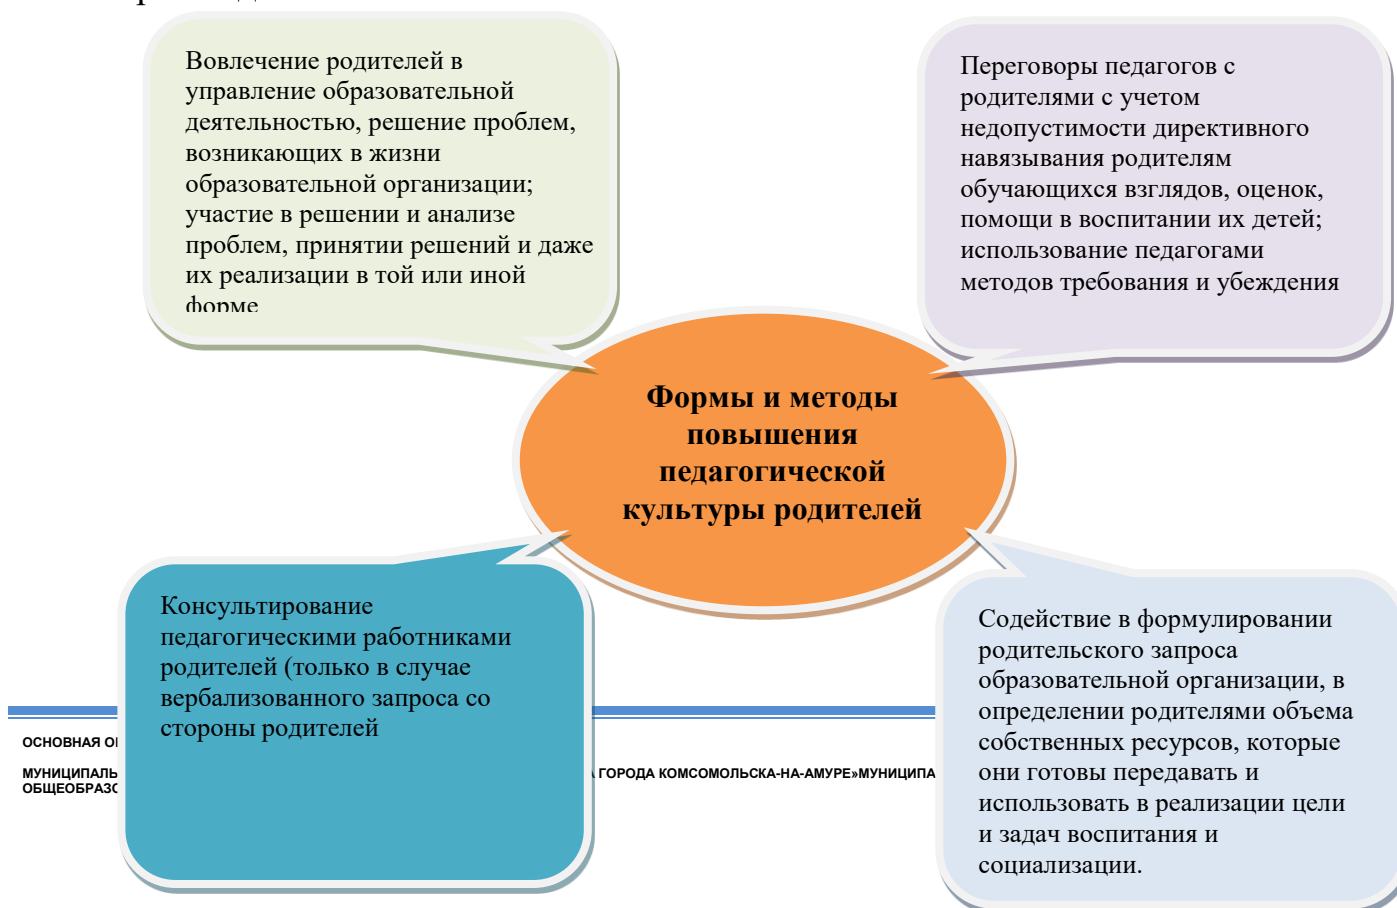 Вовлечение родителей в
управление образовательной
деятельностью, решение проблем,
возникающих в жизни
образовательной организации;
участие в решении и анализе
проблем, принятии решений и даже
их реализации в той или иной
форме
Переговоры педагогов с
родителями с учетом
недопустимости директивного
навязывания родителям
обучающихся взглядов, оценок,
помощи в воспитании их детей;
использование педагогами
методов требования и убеждения
Формы и методы
повышения
педагогической
культуры родителей
Консультирование
педагогическими работниками
родителей (только в случае
вербализованного запроса со
стороны родителей
Содействие в формулировании
родительского запроса
образовательной организации, в
определении родителями объема
собственных ресурсов, которые
они готовы передавать и
использовать в реализации цели
и задач воспитания и
социализации.
ОСНОВНАЯ
ГОРОДА КОМСОМОЛЬСКА-НА-АМУРЕ»МУНИЦИПА